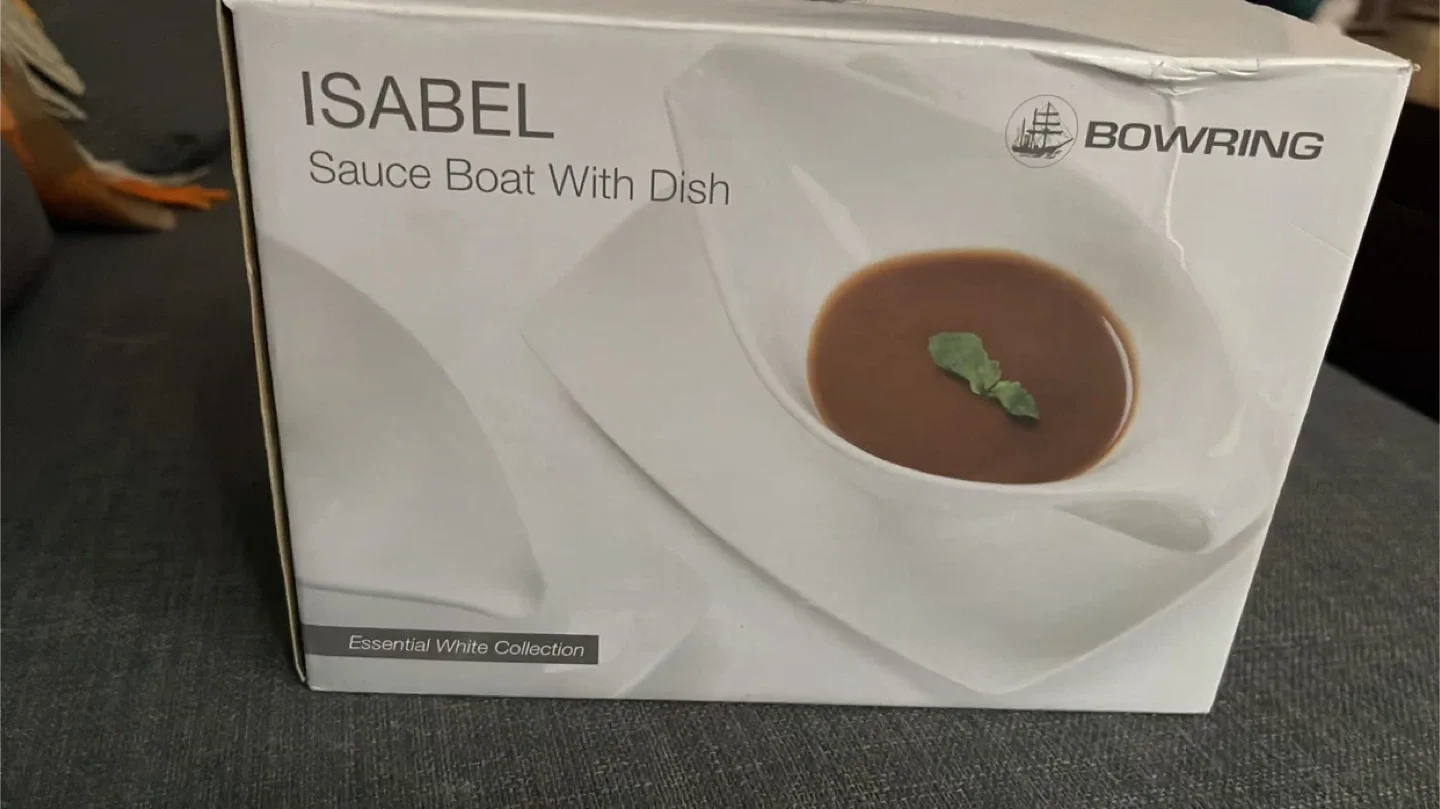 ISABEL
Sauce Boat With Dish
BOWRING
Essential White Collection